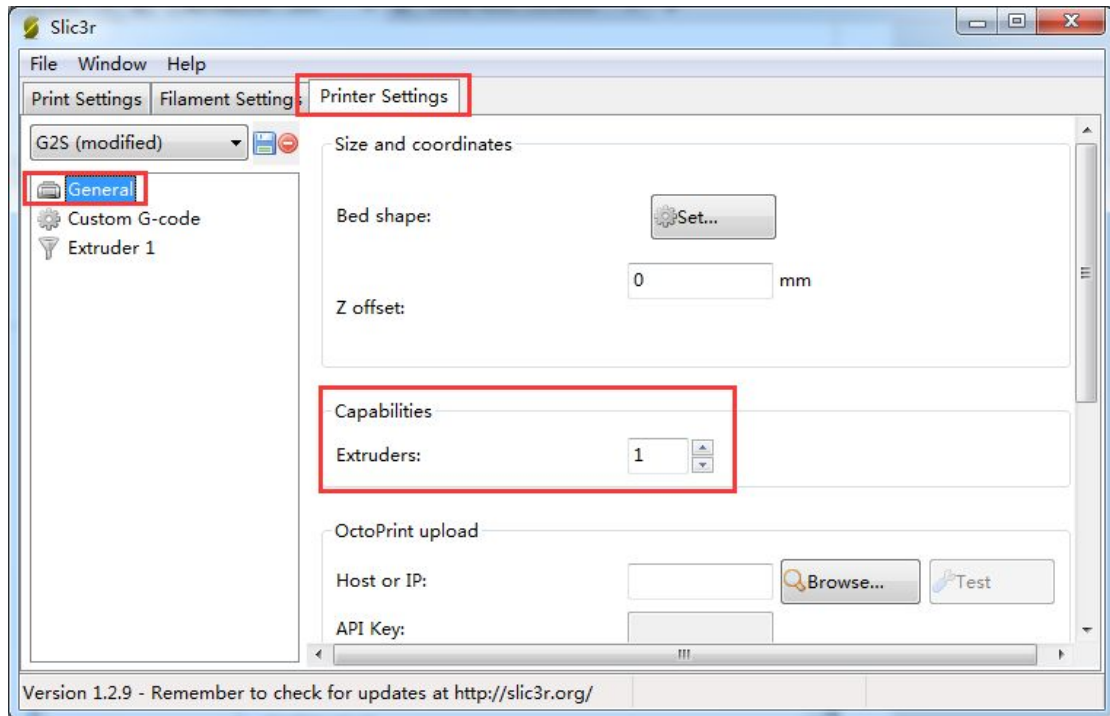 Slic3r
File Window Help
Print Settings Filament Settings Printer Settings
G2S (modified)
General
Custom G-code
Extruder 1
Size and coordinates
Bed shape: Set...
0 mm
Z offset:
Capabilities
Extruders: 1
OctoPrint upload
Host or IP: Browse... Test
API Key:
Version 1.2.9 - Remember to check for updates at http://slic3r.org/